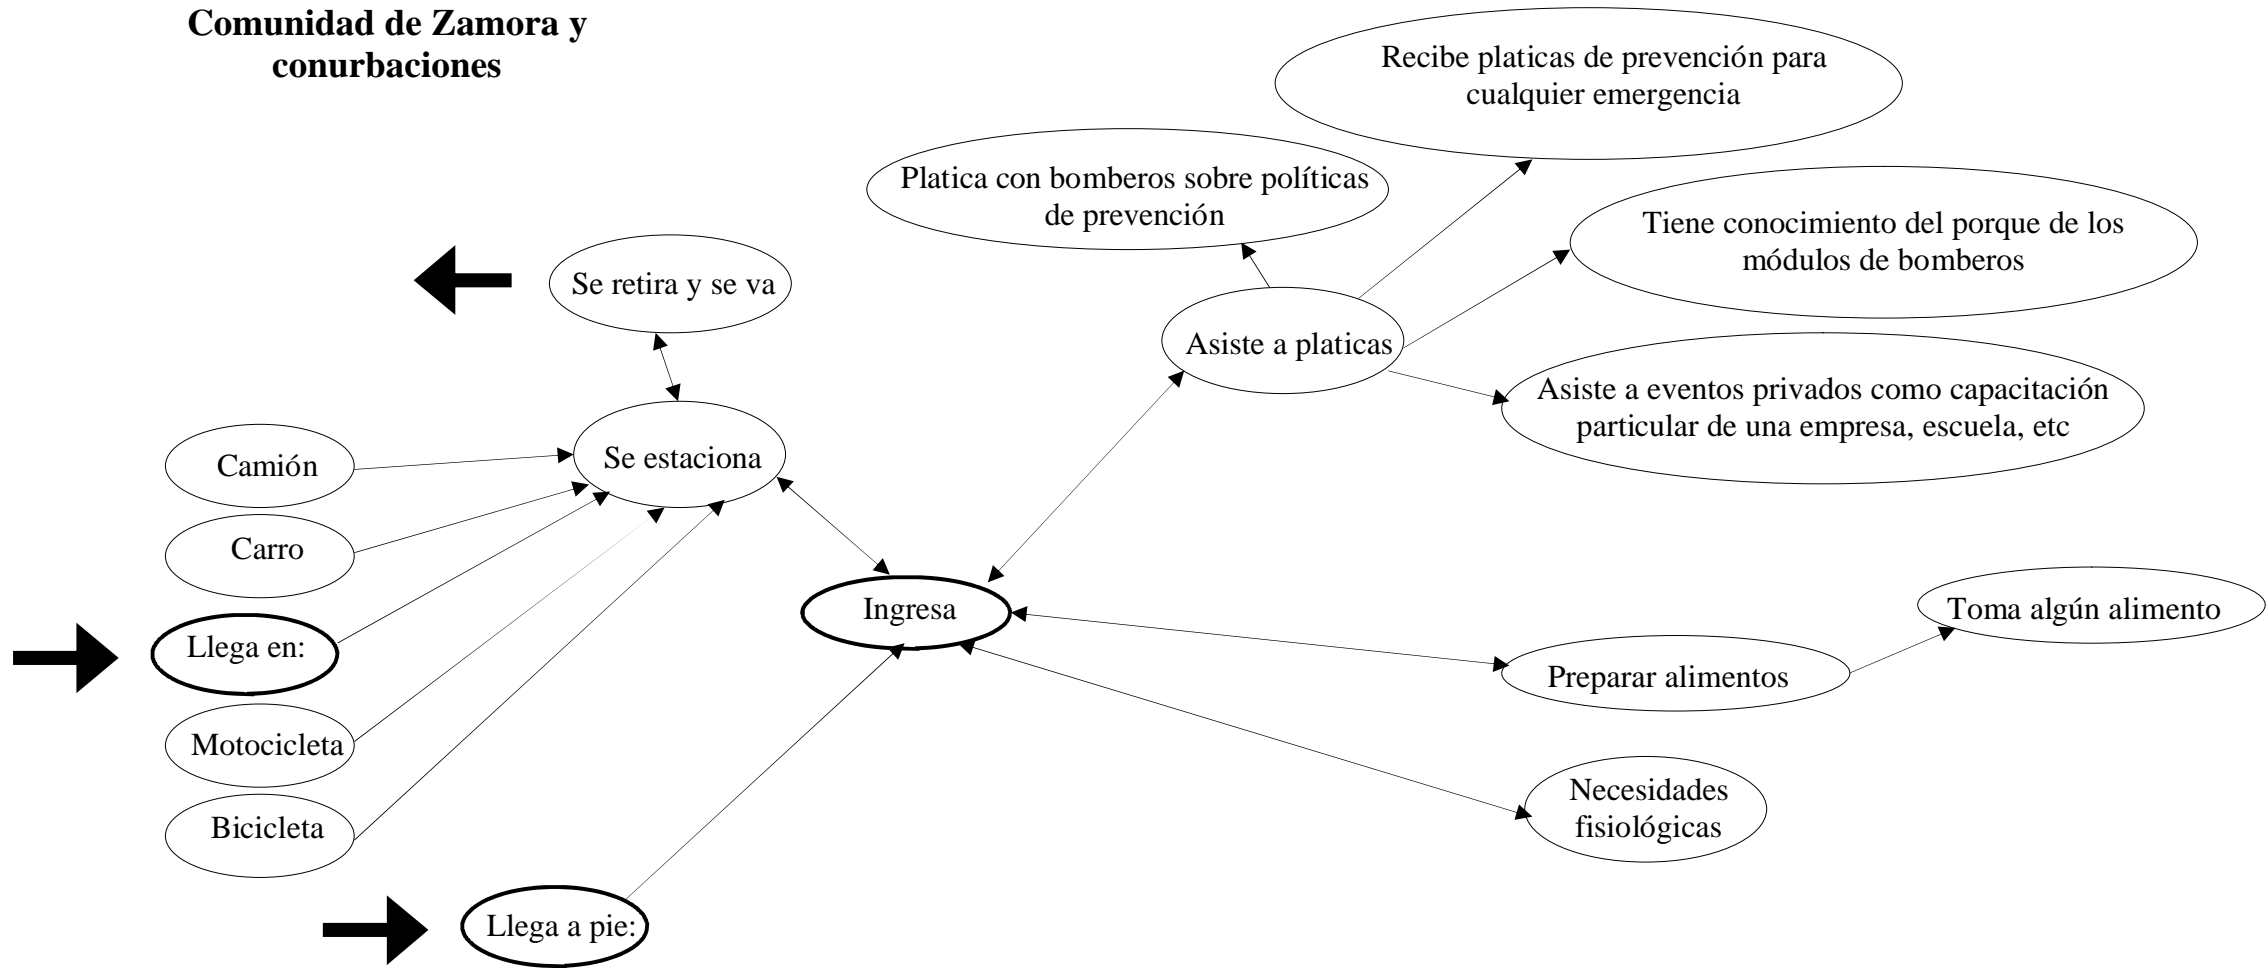 Comunidad de Zamora y
conurbaciones
Recibe platicas de prevención para
cualquier emergencia
Platica con bomberos sobre políticas
de prevención
Tiene conocimiento del porque de los
módulos de bomberos
Se retira y se va
Asiste a platicas
Asiste a eventos privados como capacitación
particular de una empresa, escuela, etc
Camión
Se estaciona
Carro
Ingresa
Toma algún alimento
Llega en:
Preparar alimentos
Motocicleta
Necesidades
fisiológicas
Bicicleta
Llega a pie: